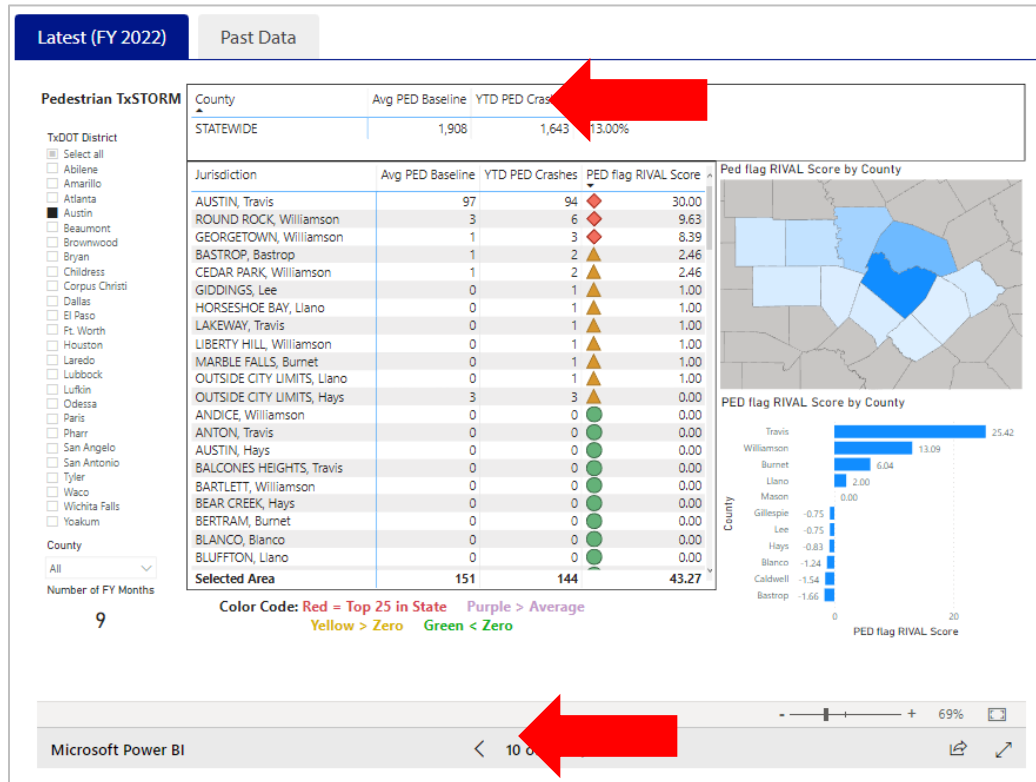 Latest (FY 2022) Past Data
Pedestrian TxSTORM
County Avg PED Baseline YTD PED
STATEWIDE 1,908 1,643 13.00%
TxDOT District
Select all
Abilene
Amarillo
Atlanta
Austin
Beaumont
Brownwood
Bryan
Childress
Corpus Christi
Dallas
El Paso
Ft. Worth
Houston
Laredo
Lubbock
Lufkin
Odessa
Paris
Pharr
San Angelo
San Antonio
Tyler
Waco
Wichita Falls
Yoakum
County
All
Number of FY Months
9
Jurisdiction Avg PED Baseline YTD PED Crashes PED flag RIVAL Score
AUSTIN, Travis 97 94 30.00
ROUND ROCK, Williamson 3 6 9.63
GEORGETOWN, Williamson 1 3 8.39
BASTROP, Bastrop 1 2 2.46
CEDAR PARK, Williamson 1 2 2.46
GIDDINGS, Lee 0 1 1.00
HORSESHOE BAY, Llano 0 1 1.00
LAKEWAY, Travis 0 1 1.00
LIBERTY HILL, Williamson 0 1 1.00
MARBLE FALLS, Burnet 0 1 1.00
OUTSIDE CITY LIMITS, Llano 0 1 1.00
OUTSIDE CITY LIMITS, Hays 3 3 0.00
ANDICE, Williamson 0 0 0.00
ANTON, Travis 0 0 0.00
AUSTIN, Hays 0 0 0.00
BALCONES HEIGHTS, Travis 0 0 0.00
BARTLETT, Williamson 0 0 0.00
BEAR CREEK, Hays 0 0 0.00
BERTRAM, Burnet 0 0 0.00
BLANCO, Blanco 0 0 0.00
BLUFFTON, Llano 0 0 0.00
Selected Area 151 144 43.27
Color Code: Red = Top 25 in State Purple > Average
Yellow > Zero Green < Zero
Ped flag RIVAL Score by County
PED flag RIVAL Score by County
Travis 25.42
Williamson 13.09
Burnet 6.04
Llano 2.00
Mason 0.00
Gillespie -0.75
Lee -0.75
Hays -0.83
Blanco -1.24
Caldwell -1.54
Bastrop -1.66
County
0 20
PED flag RIVAL Score
- + 69%
Microsoft Power BI < 10